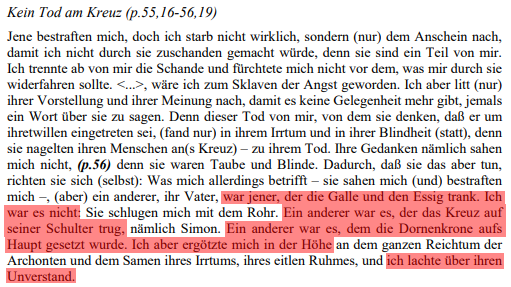 Kein Tod am Kreuz (p.55,16-56,19)
Jene bestraften mich, doch ich starb nicht wirklich, sondern (nur) dem Anschein nach,
damit ich nicht durch sie zuschanden gemacht würde, denn sie sind ein Teil von mir.
Ich trennte ab von mir die Schande und fürchtete mich nicht vor dem, was mir durch sie
widerfahren sollte. <...>, wäre ich zum Sklaven der Angst geworden. Ich aber litt (nur)
ihrer Vorstellung und ihrer Meinung nach, damit es keine Gelegenheit mehr gibt, jemals
ein Wort über sie zu sagen. Denn dieser Tod von mir, von dem sie denken, daß er um
ihretwillen eingetreten sei, (fand nur) in ihrem Irrtum und in ihrer Blindheit (statt), denn
sie nagelten ihren Menschen an(s Kreuz) – zu ihrem Tod. Ihre Gedanken nämlich sahen
mich nicht, (p.56) denn sie waren Taube und Blinde. Dadurch, daß sie das aber tun,
richten sie sich (selbst): Was mich allerdings betrifft – sie sahen mich (und) bestraften
mich –, (aber) ein anderer, ihr Vater, war jener, der die Galle und den Essig trank. Ich
war es nicht: Sie schlugen mich mit dem Rohr. Ein anderer war es, der das Kreuz auf
seiner Schulter trug, nämlich Simon. Ein anderer war es, dem die Dornenkrone aufs
Haupt gesetzt wurde. Ich aber ergötzte mich in der Höhe an dem ganzen Reichtum der
Archonten und dem Samen ihres Irrtums, ihres eitlen Ruhmes, und ich lachte über ihren
Unverstand.